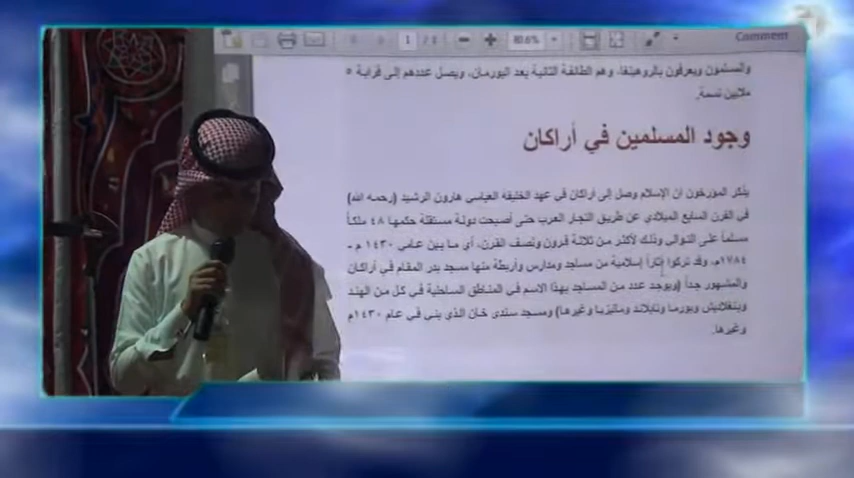 Comment
1 / 6
80.6%
والمسلمون ويعرفون بالروهينغا، وهم الطائفة الثانية بعد البورمان، ويصل عددهم إلى قرابة ٥
ملايين نسمة.
وجود المسلمين في أراكان
يذكر المؤرخون أن الإسلام وصل إلى أراكان في عهد الخليفة العباسي هارون الرشيد (رحمه الله)
في القرن السابع الميلادي عن طريق التجار العرب حتى أصبحت دولة مستقلة حكمها ٤٨ ملكاً
مسلماً على التوالي وذلك لأكثر من ثلاثة قرون ونصف القرن، أي ما بين عامي ١٤٣٠ م -
١٧٨٤م، وقد تركوا آثاراً إسلامية من مساجد ومدارس وأربطة منها مسجد بدر المقام في أراكان
والمشهور جداً (ويوجد عدد من المساجد بهذا الاسم في المناطق الساحلية في كل من الهند
وبنغلاديش وبورما وتايلاند وماليزيا وغيرها) ومسجد سندي خان الذي بني في عام ١٤٣٠م
وغيرها.